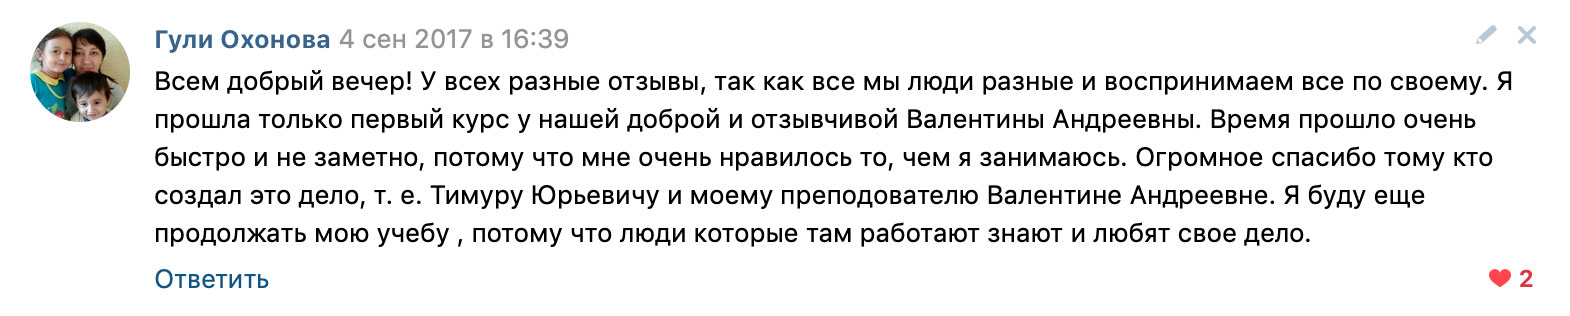 Гули Охонова 4 сен 2017 в 16:39
Всем добрый вечер! У всех разные отзывы, так как все мы люди разные и воспринимаем все по своему. Я
прошла только первый курс у нашей доброй и отзывчивой Валентины Андреевны. Время прошло очень
быстро и не заметно, потому что мне очень нравилось то, чем я занимаюсь. Огромное спасибо тому кто
создал это дело, т. е. Тимуру Юрьевичу и моему преподователю Валентине Андреевне. Я буду еще
продолжать мою учебу , потому что люди которые там работают знают и любят свое дело.
Ответить 2